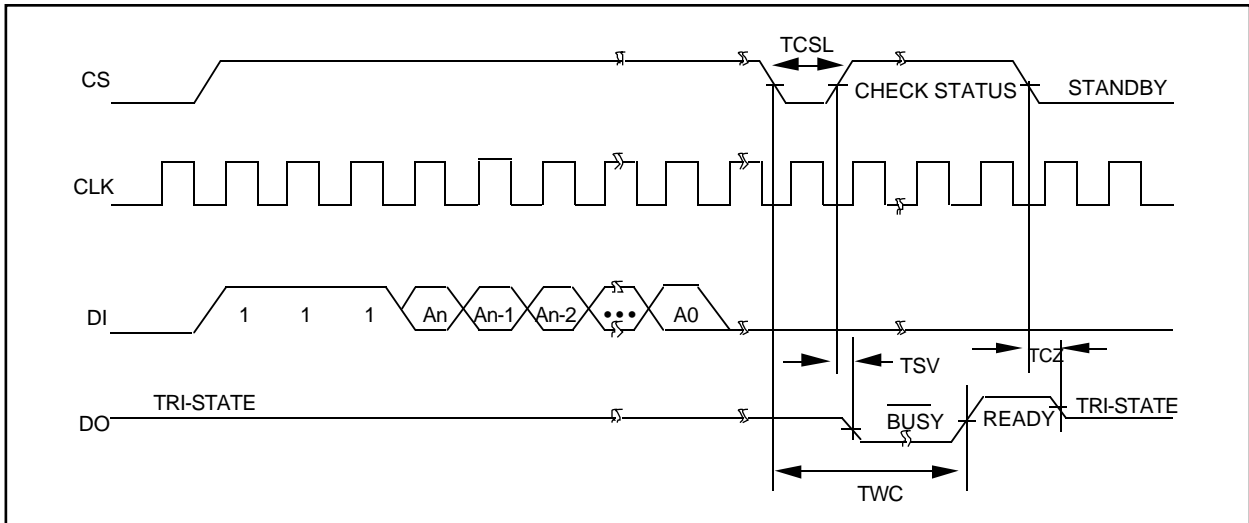 TCSL
CS
CHECK STATUS
STANDBY
CLK
DI
1 1 1 An An-1 An-2 ••• A0
TSV
TCZ
TRI-STATE
DO
BUSY
READY
TRI-STATE
TWC